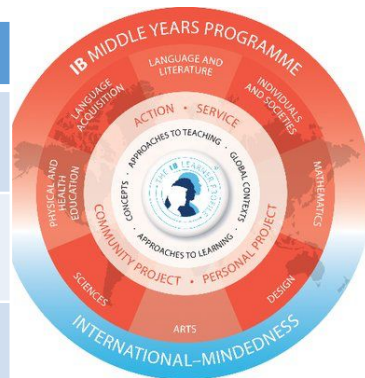 IB MIDDLE YEARS PROGRAMME
LANGUAGE AND
LITERATURE
INDIVIDUALS
AND SOCIETIES
MATHEMATICS
DESIGN
ARTS
SCIENCES
PHYSICAL AND
HEALTH
EDUCATION
LANGUAGE
ACQUISITION
ACTION • SERVICE
PERSONAL PROJECT
COMMUNITY PROJECT •
APPROACHES TO TEACHING •
GLOBAL CONTEXTS
• APPROACHES TO LEARNING •
CONCEPTS •
THE IB LEARNER PROFILE
INTERNATIONAL--MINDEDNESS